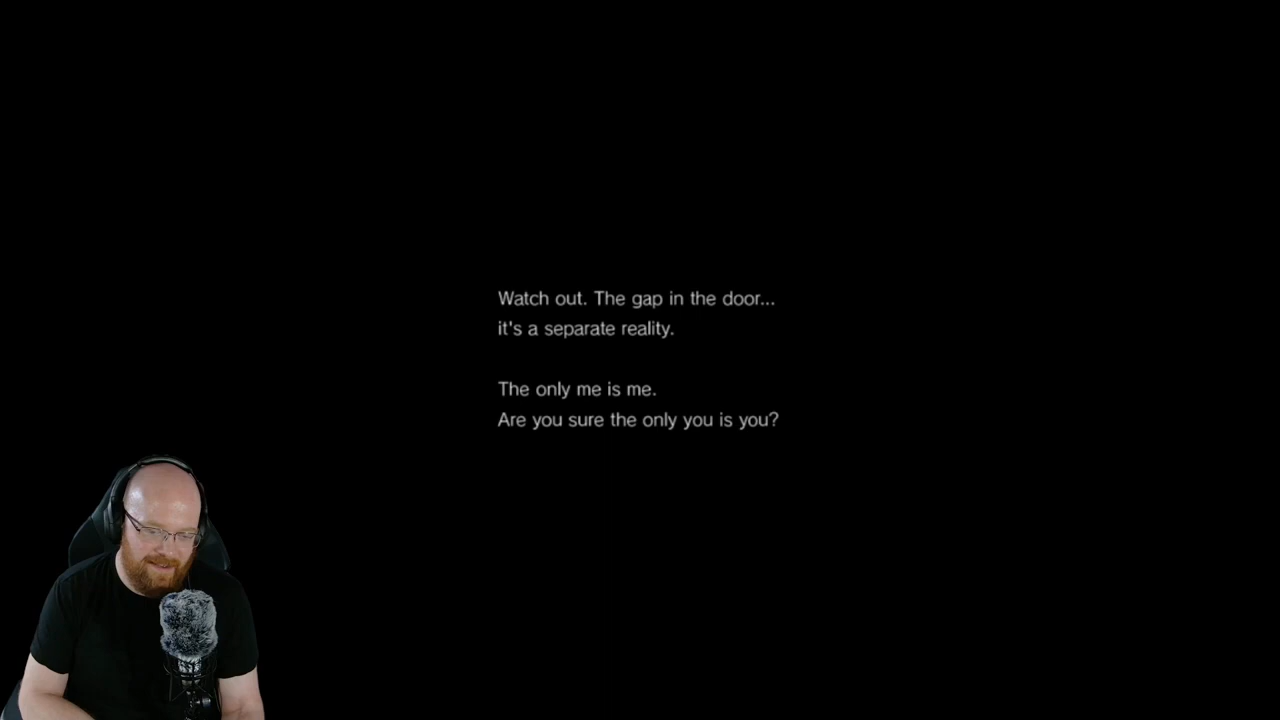 Watch out. The gap in the door...
it's a separate reality.
The only me is me.
Are you sure the only you is you?